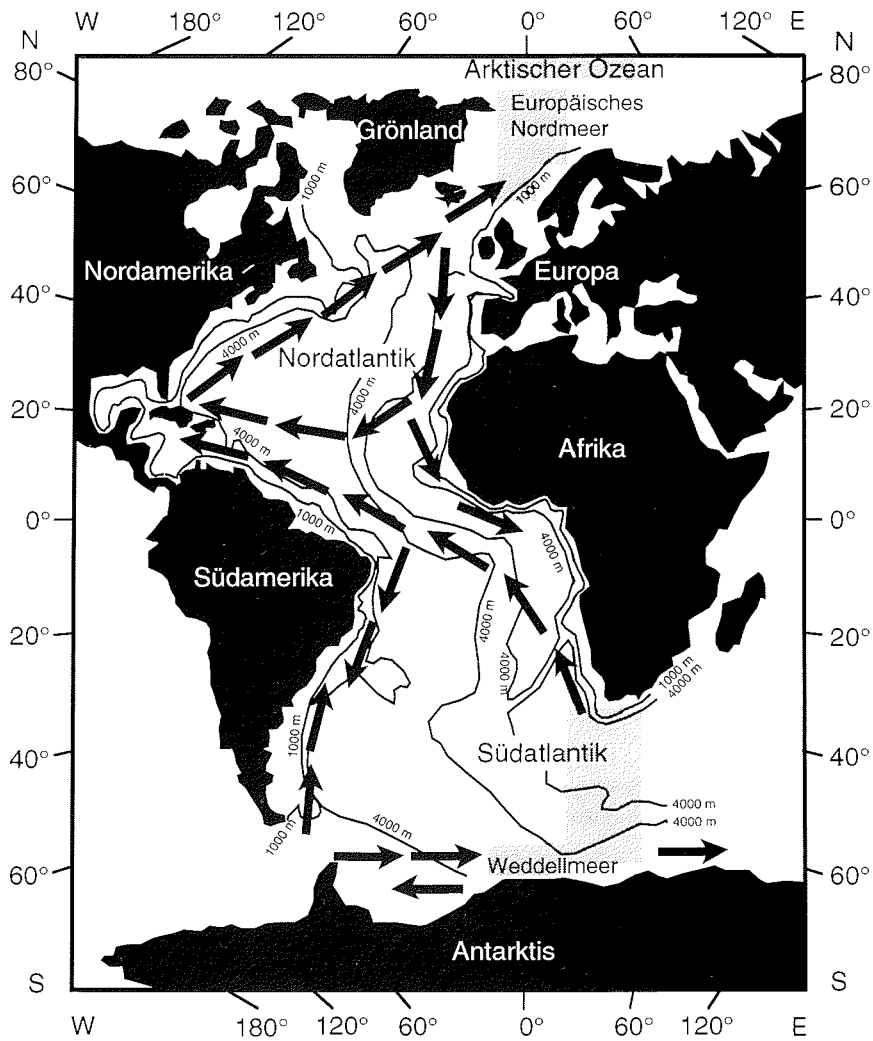 W 180° 120° 60° 0° 60° 120° E
N N
80° 80°
Arktischer Ozean
Europäisches
Nordmeer
Grönland
1000 m
1000 m
60° 60°
Nordamerika
Europa
40° 40°
4000 m
Nordatlantik
4000 m
20° 20°
4000 m
Afrika
1000 m
0° 0°
4000 m
Südamerika
4000 m
20° 20°
4000 m
1000 m
4000 m
1000 m
Südatlantik
40° 40°
4000 m
4000 m
1000 m
4000 m
Weddellmeer
60° 60°
Antarktis
S S
W 180° 120° 60° 0° 60° 120° E